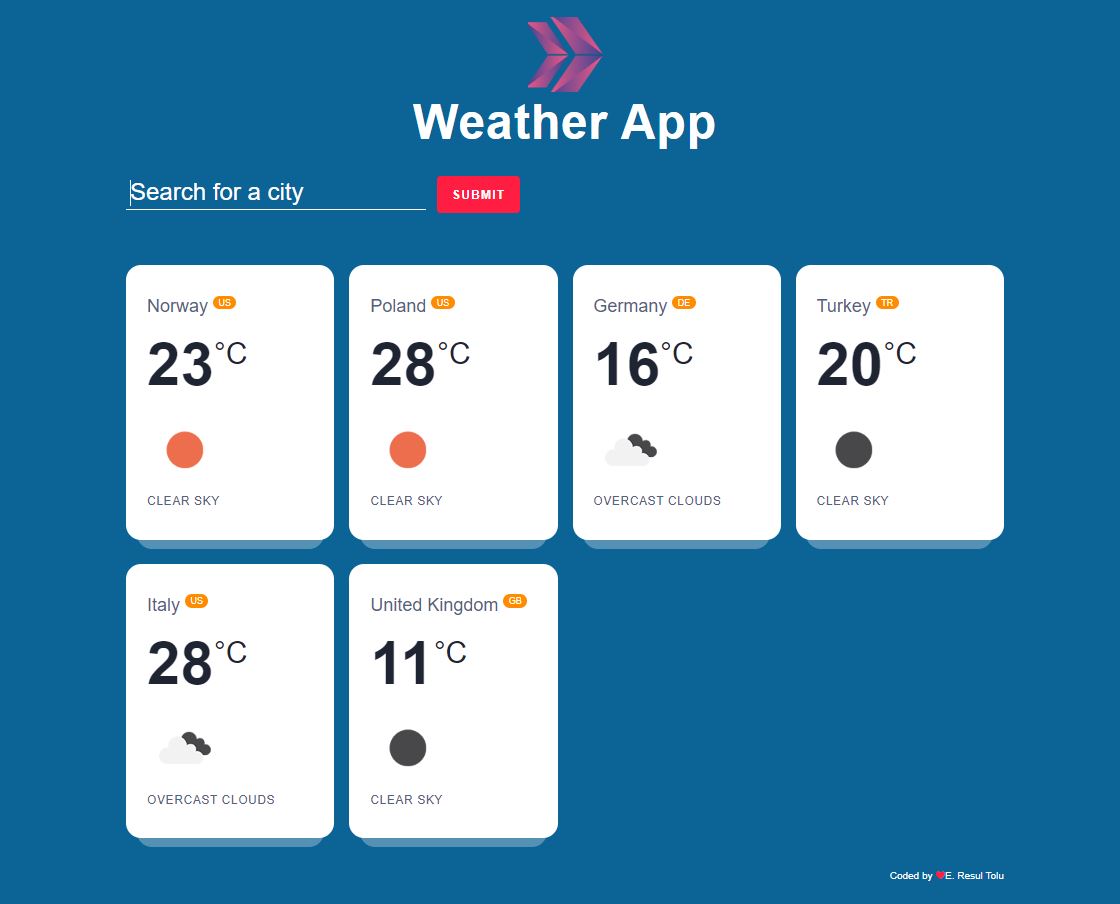 Weather App
Search for a city
SUBMIT
Norway US
23°C
CLEAR SKY
Poland US
28°C
CLEAR SKY
Germany DE
16°C
OVERCAST CLOUDS
Turkey TR
20°C
CLEAR SKY
Italy US
28°C
OVERCAST CLOUDS
United Kingdom GB
11°C
CLEAR SKY
Coded by ❤E. Resul Tolu